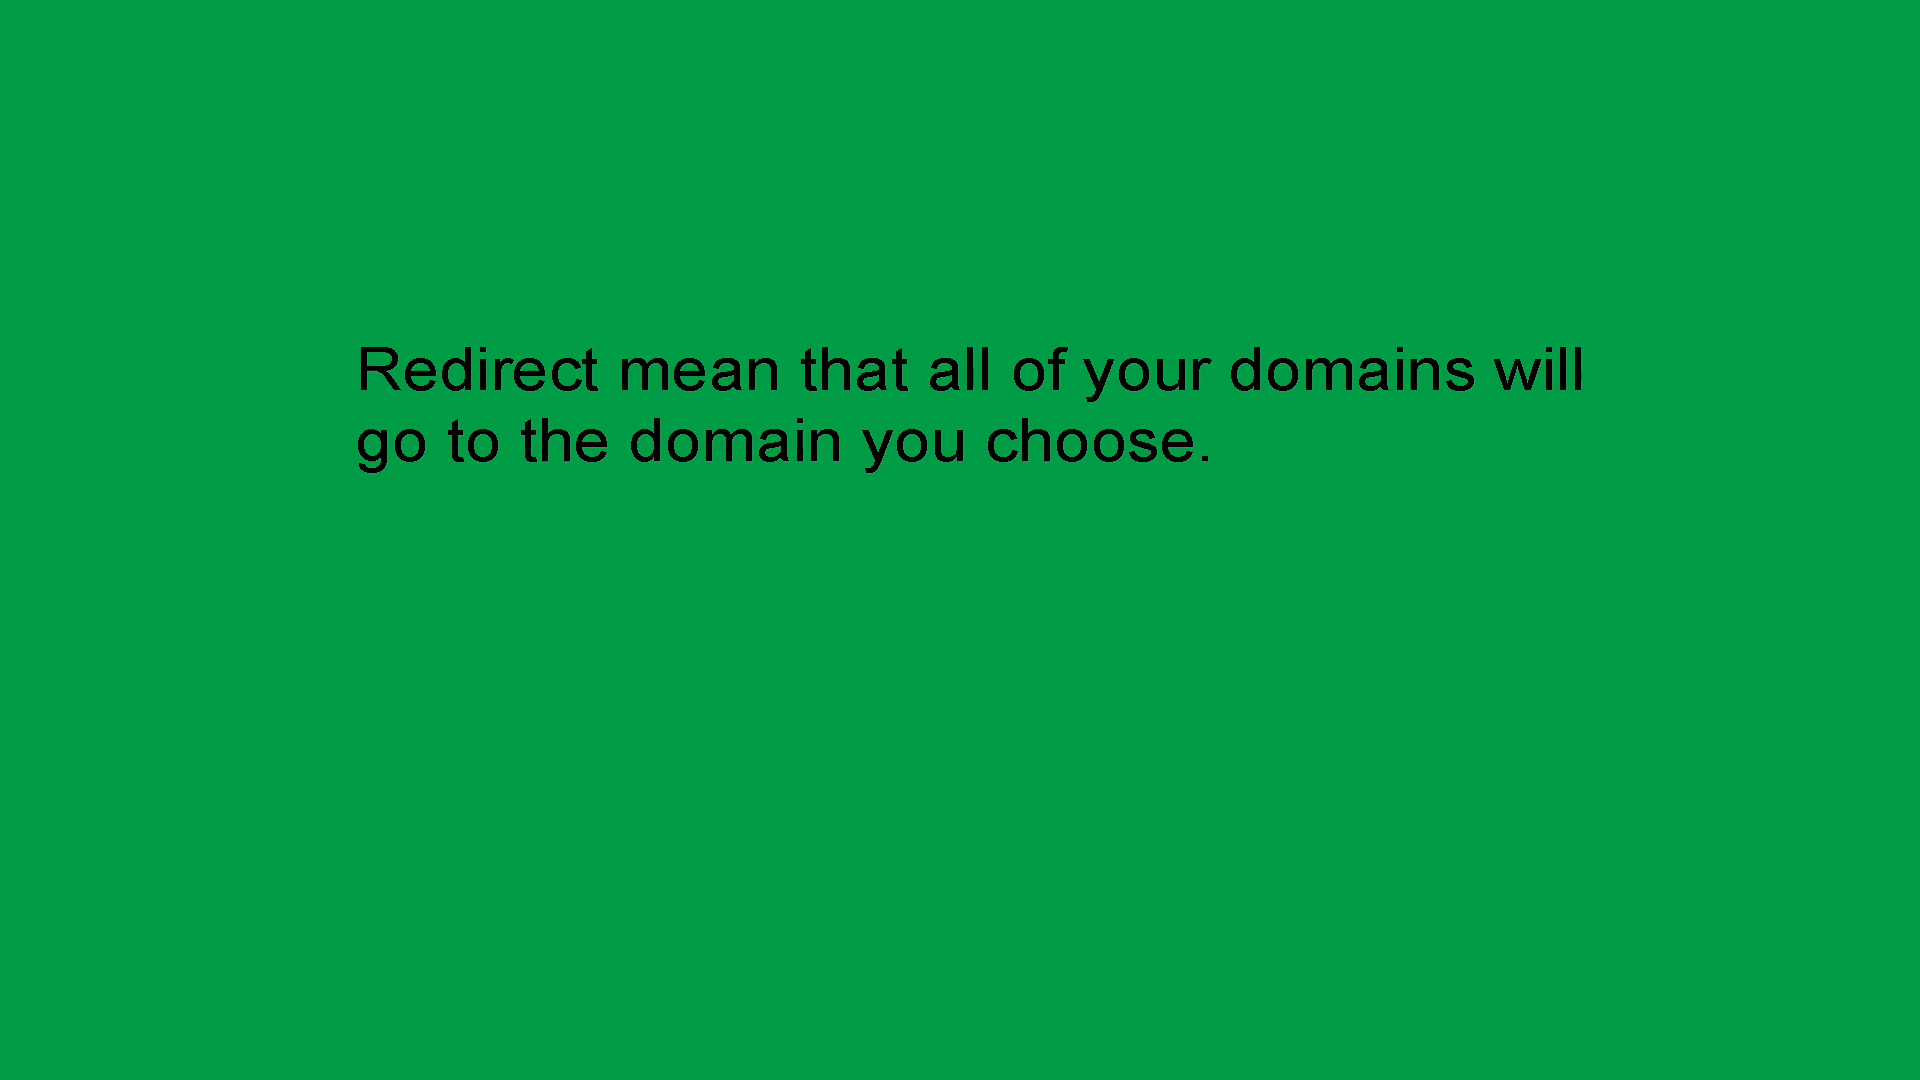 Redirect mean that all of your domains will
go to the domain you choose.